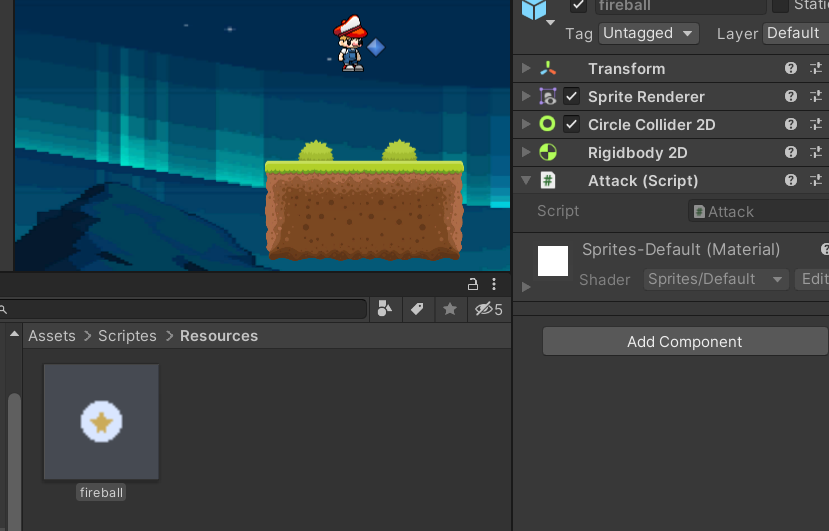 fireball
Static
Tag Untagged Layer Default
Transform
Sprite Renderer
Circle Collider 2D
Rigidbody 2D
Attack (Script)
Script Attack
Sprites-Default (Material)
Shader Sprites/Default Edit
Add Component
5
Assets > Scriptes > Resources
fireball